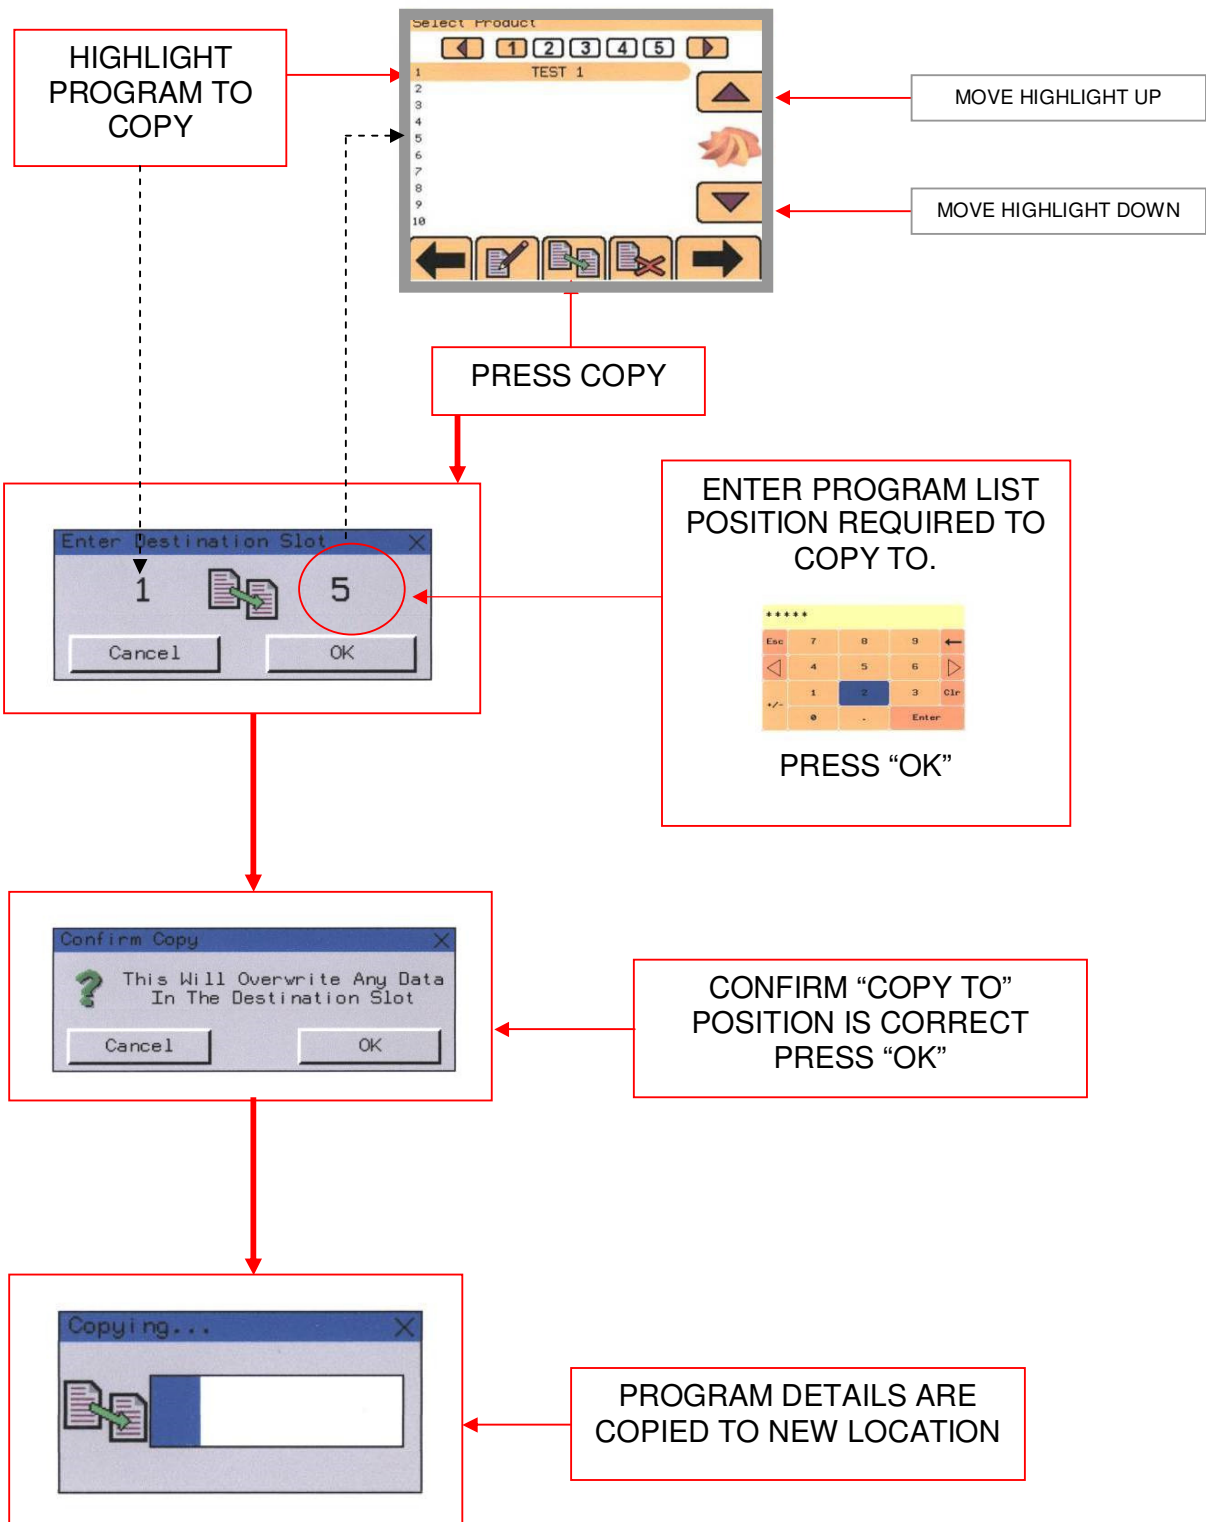 Select Product
1 2 3 4 5
HIGHLIGHT
PROGRAM TO
COPY
1 TEST 1
2
3
4
5
6
7
8
9
10
MOVE HIGHLIGHT UP
MOVE HIGHLIGHT DOWN
PRESS COPY
Enter Destination Slot
1 5
Cancel OK
ENTER PROGRAM LIST
POSITION REQUIRED TO
COPY TO.
*****
Esc 7 8 9
4 5 6
+/- 1 2 3 Clr
0 . Enter
PRESS “OK”
Confirm Copy
This Will Overwrite Any Data
In The Destination Slot
Cancel OK
CONFIRM “COPY TO”
POSITION IS CORRECT
PRESS “OK”
Copying...
PROGRAM DETAILS ARE
COPIED TO NEW LOCATION